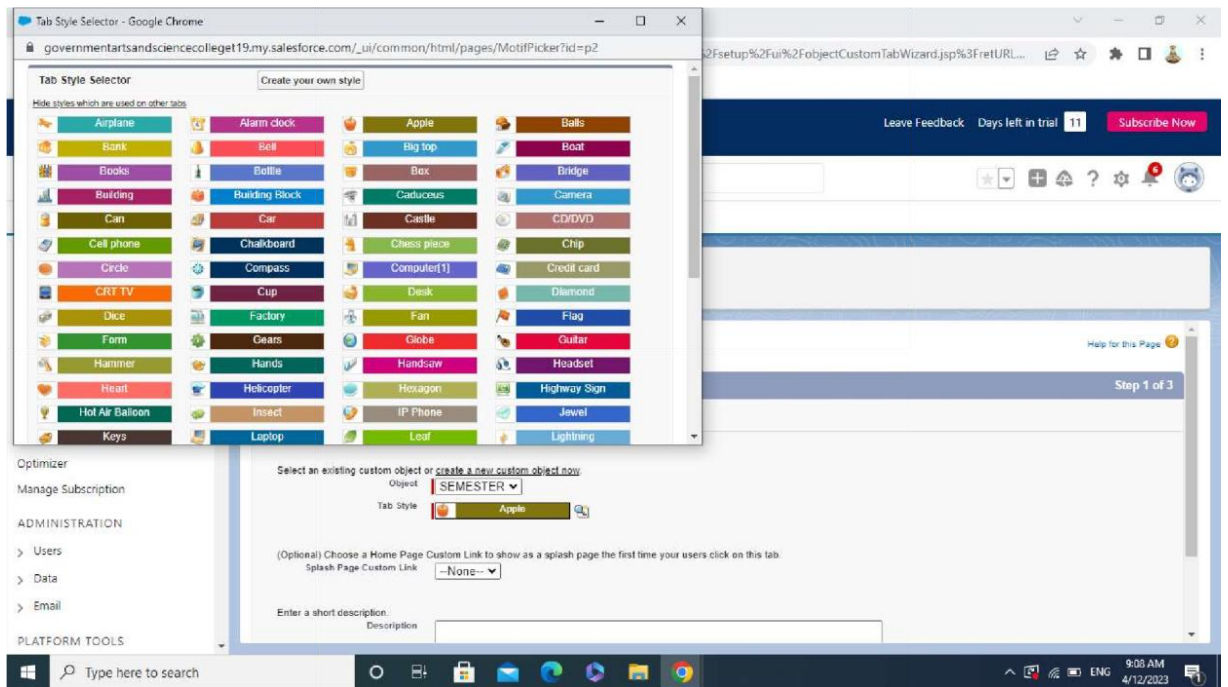 Tab Style Selector - Google Chrome
governmentartsandsciencecolleget19.my.salesforce.com/_ui/common/html/pages/MotifPicker?id=p2
2Fsetup%2Fui%2FobjectCustomTabWizard.jsp%3FretURL...
Tab Style Selector Create your own style
Hide styles which are used on other tabs
Airplane Alarm clock Apple Balls
Bank Bell Big top Boat
Books Bottle Box Bridge
Building Building Block Caduceus Camera
Can Car Castle CD/DVD
Cell phone Chalkboard Chess piece Chip
Circle Compass Computer[1] Credit card
CRT TV Cup Desk Diamond
Dice Factory Fan Flag
Form Gears Globe Guitar
Hammer Hands Handsaw Headset
Heart Helicopter Hexagon Highway Sign
Hot Air Balloon Insect IP Phone Jewel
Keys Laptop Leaf Lightning
Leave Feedback Days left in trial 11 Subscribe Now
6
Help for this Page
Step 1 of 3
Optimizer
Manage Subscription
ADMINISTRATION
Users
Data
Email
PLATFORM TOOLS
Select an existing custom object or create a new custom object now.
Object SEMESTER
Tab Style Apple
(Optional) Choose a Home Page Custom Link to show as a splash page the first time your users click on this tab.
Splash Page Custom Link --None--
Enter a short description.
Description
Type here to search
ENG
9:08 AM
4/12/2023
1